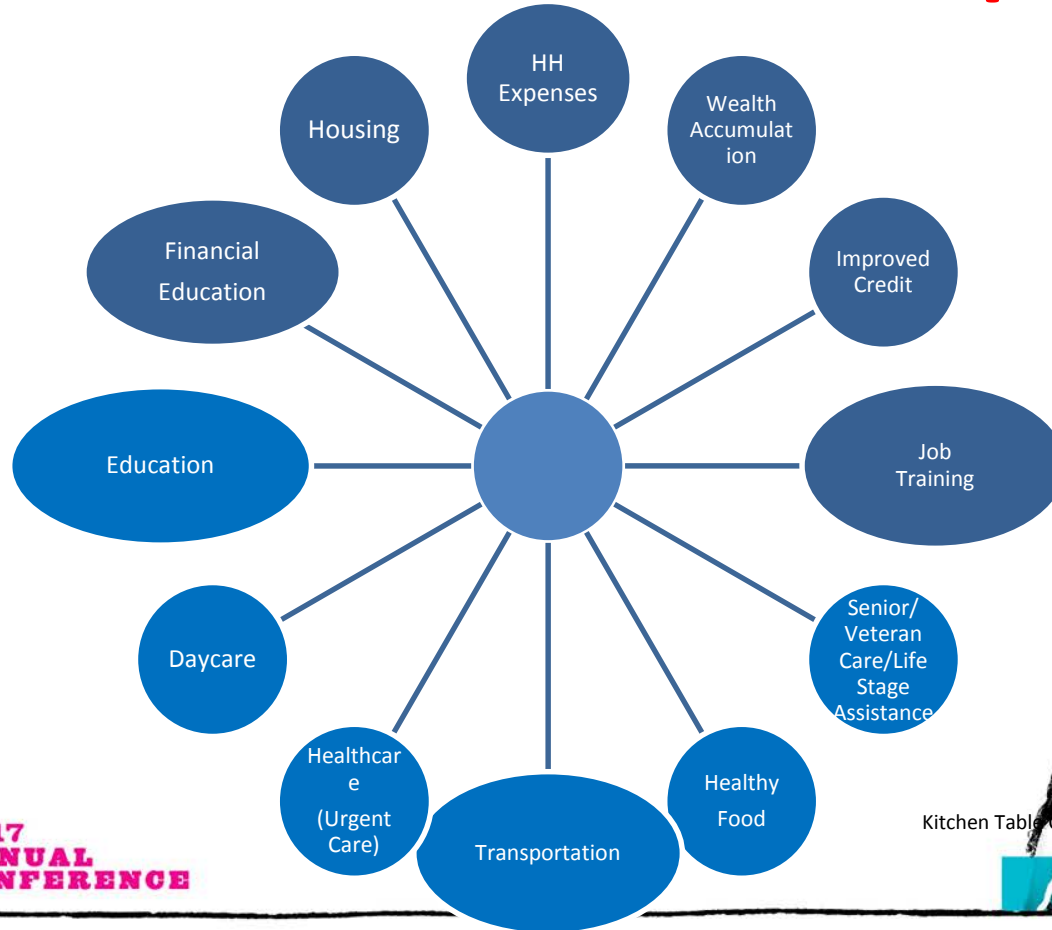 HH
Expenses
Housing
Wealth
Accumulat
ion
Financial
Education
Improved
Credit
Education
Job
Training
Daycare
Senior/
Veteran
Care/Life
Stage
Assistance
Healthcar
e
(Urgent
Care)
Transportation
Healthy
Food
Kitchen Table
17
NUAL
NFERENCE